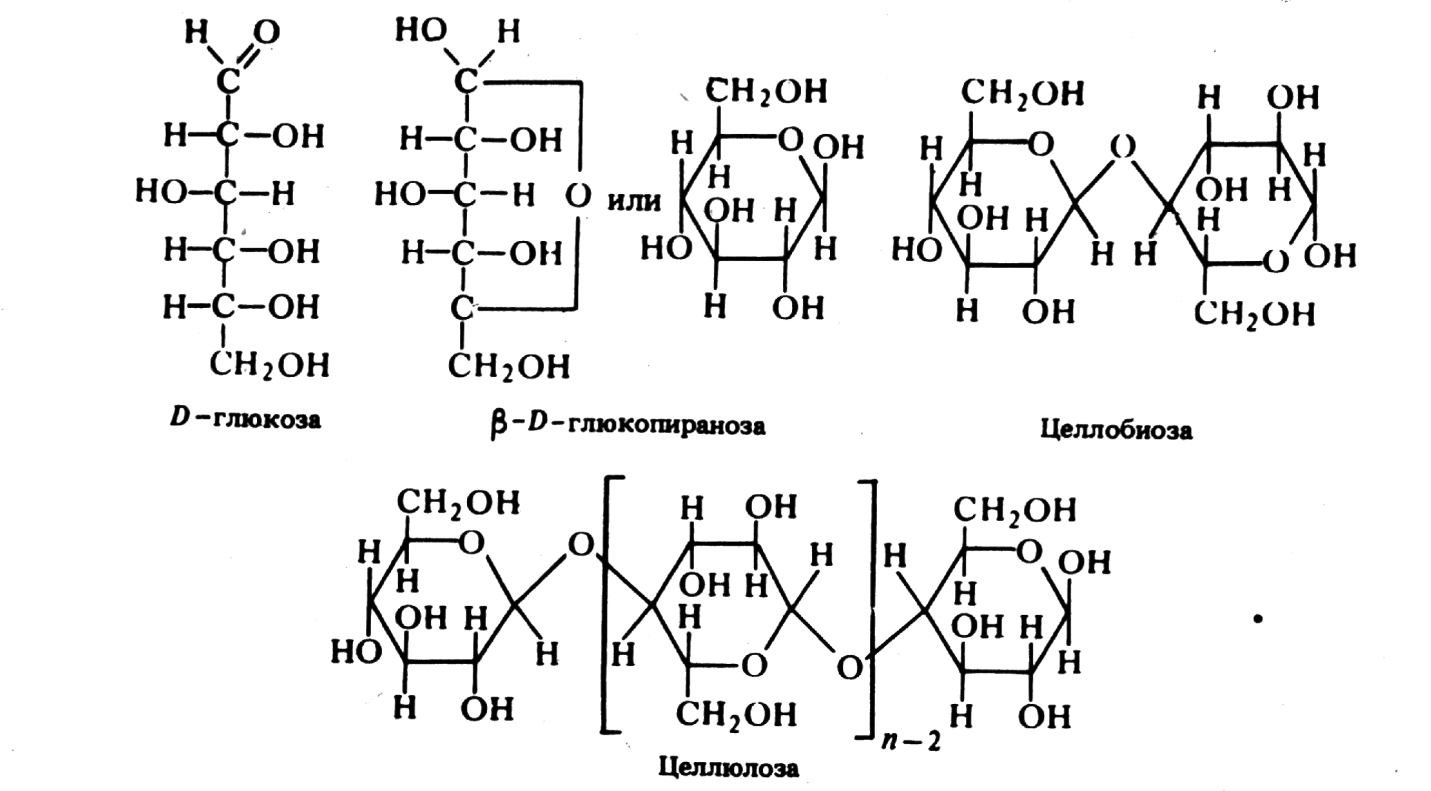 H O HO H
C C CH₂OH CH₂OH H OH
H–C–OH H–C–OH H O OH H O O H
HO–C–H HO–C–H O или H H OH H
H–C–OH H–C–OH OH H OH H H
H–C–OH C HO H HO H H O OH
CH₂OH CH₂OH H OH H OH CH₂OH
D–глюкоза β–D–глюкопираноза Целлобиоза
CH₂OH H OH CH₂OH
H O O H H O OH
H OH H H
OH H H OH H
HO H H O O H
H OH CH₂OH H OH
n–2
Целлюлоза